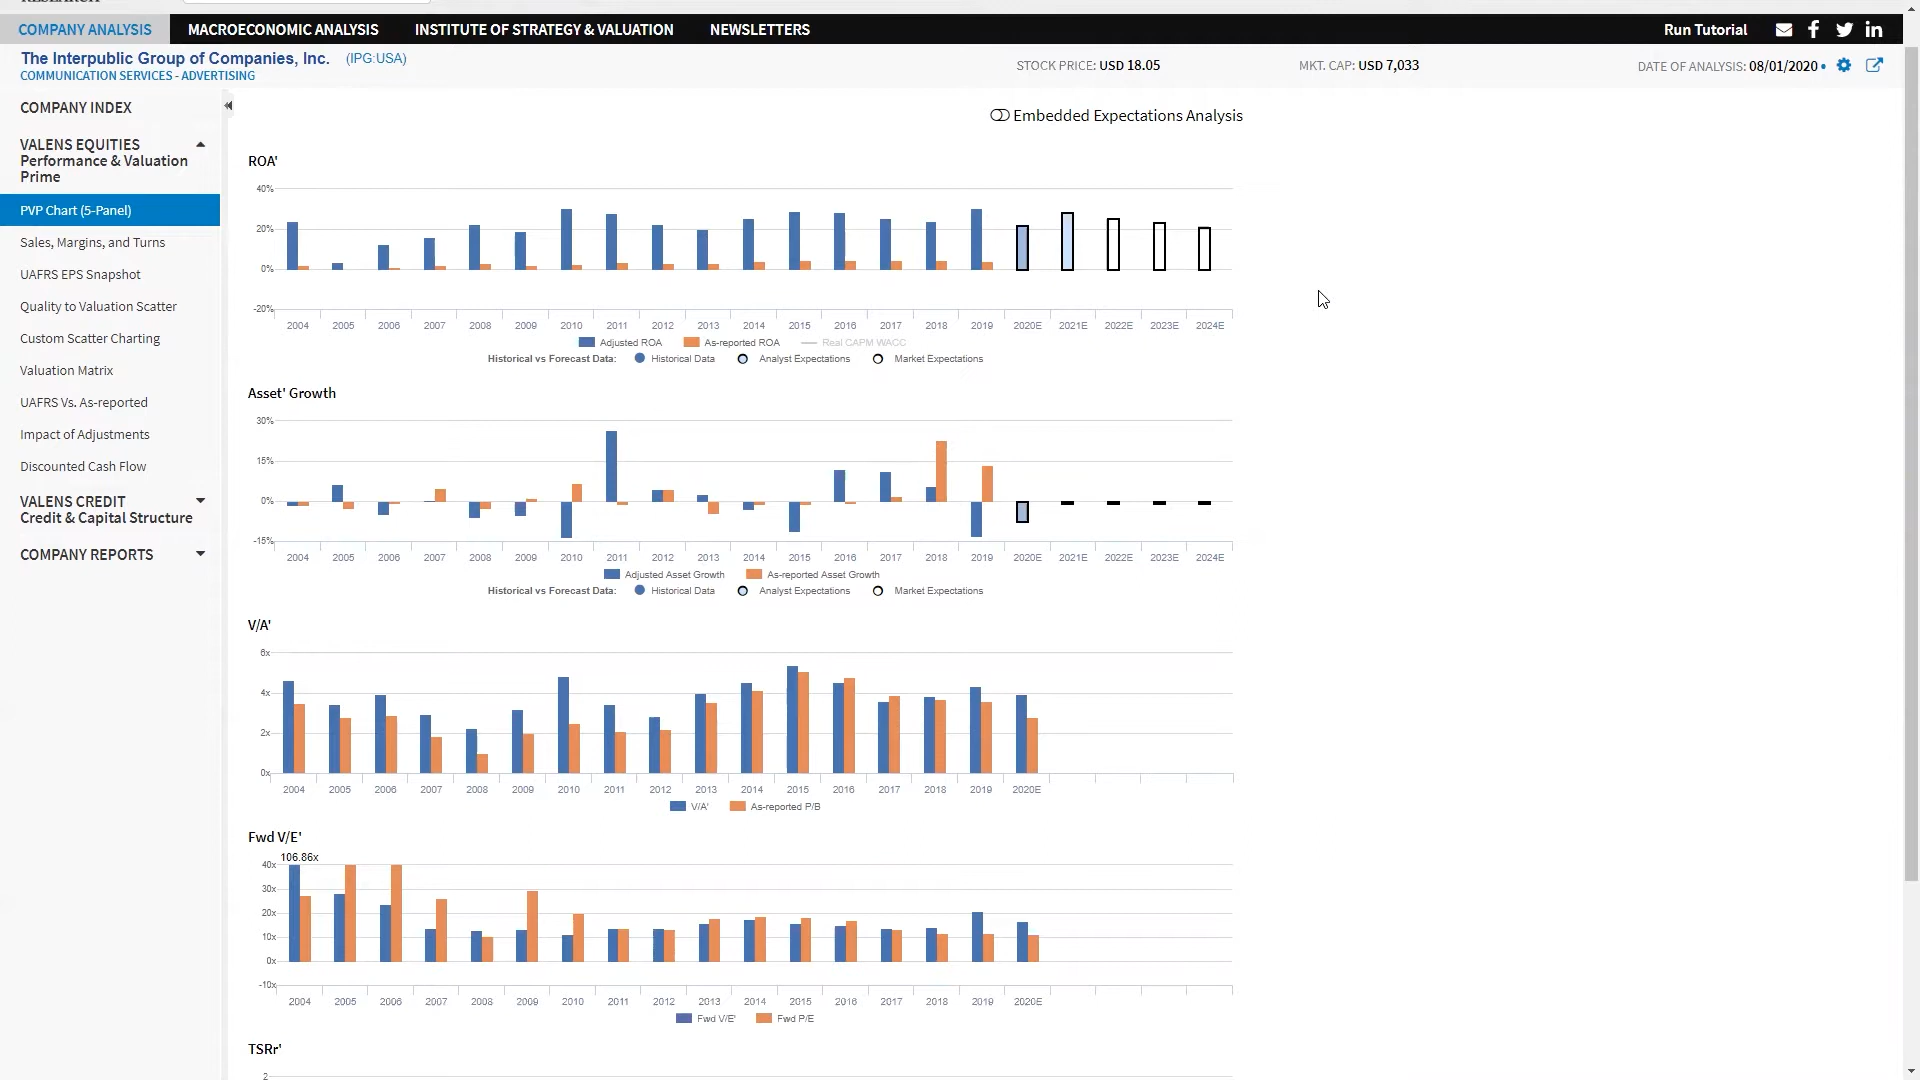 RESEARCH
COMPANY ANALYSIS MACROECONOMIC ANALYSIS INSTITUTE OF STRATEGY & VALUATION NEWSLETTERS Run Tutorial
The Interpublic Group of Companies, Inc. (IPG:USA)
COMMUNICATION SERVICES - ADVERTISING
STOCK PRICE: USD 18.05 MKT. CAP: USD 7,033 DATE OF ANALYSIS: 08/01/2020
COMPANY INDEX
VALENS EQUITIES
Performance & Valuation
Prime
PVP Chart (5-Panel)
Sales, Margins, and Turns
UAFRS EPS Snapshot
Quality to Valuation Scatter
Custom Scatter Charting
Valuation Matrix
UAFRS Vs. As-reported
Impact of Adjustments
Discounted Cash Flow
VALENS CREDIT
Credit & Capital Structure
COMPANY REPORTS
Embedded Expectations Analysis
ROA'
40%
20%
0%
-20%
2004 2005 2006 2007 2008 2009 2010 2011 2012 2013 2014 2015 2016 2017 2018 2019 2020E 2021E 2022E 2023E 2024E
Adjusted ROA As-reported ROA Real CAPM WACC
Historical vs Forecast Data: Historical Data Analyst Expectations Market Expectations
Asset' Growth
30%
15%
0%
-15%
2004 2005 2006 2007 2008 2009 2010 2011 2012 2013 2014 2015 2016 2017 2018 2019 2020E 2021E 2022E 2023E 2024E
Adjusted Asset Growth As-reported Asset Growth
Historical vs Forecast Data: Historical Data Analyst Expectations Market Expectations
V/A'
6x
4x
2x
0x
2004 2005 2006 2007 2008 2009 2010 2011 2012 2013 2014 2015 2016 2017 2018 2019 2020E
V/A' As-reported P/B
Fwd V/E'
106.86x
40x
30x
20x
10x
0x
-10x
2004 2005 2006 2007 2008 2009 2010 2011 2012 2013 2014 2015 2016 2017 2018 2019 2020E
Fwd V/E' Fwd P/E
TSRr'
2